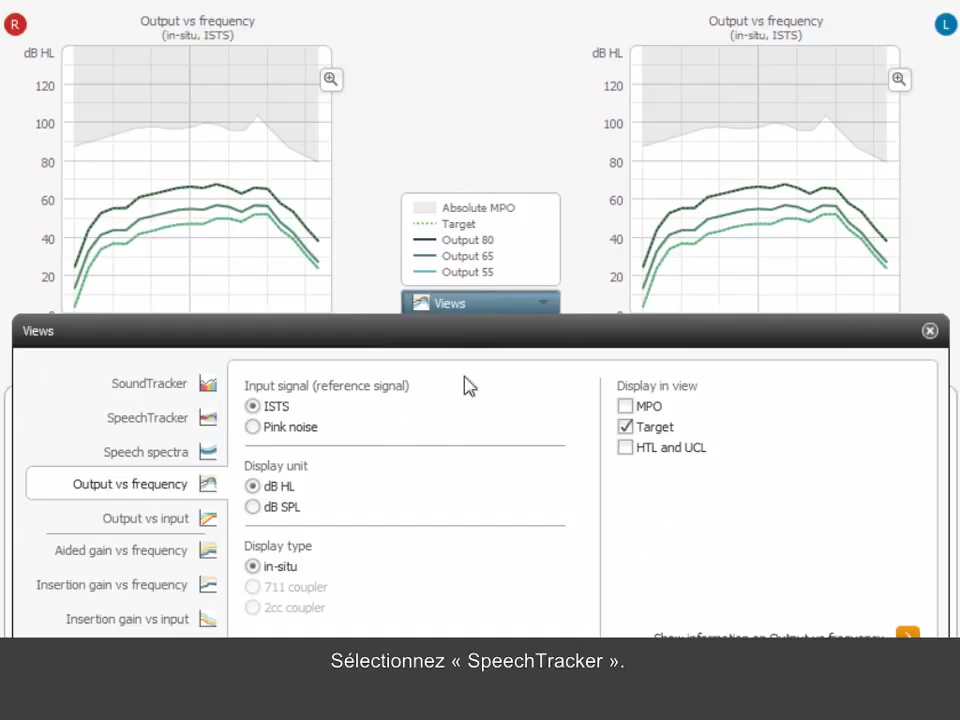 R
Output vs frequency
(in-situ, ISTS)
dB HL
120
100
80
60
40
20
Output vs frequency
(in-situ, ISTS)
L
dB HL
120
100
80
60
40
20
Absolute MPO
Target
Output 80
Output 65
Output 55
Views
Views
SoundTracker
SpeechTracker
Speech spectra
Output vs frequency
Output vs input
Aided gain vs frequency
Insertion gain vs frequency
Insertion gain vs input
Input signal (reference signal)
ISTS
Pink noise
Display unit
dB HL
dB SPL
Display type
in-situ
711 coupler
2cc coupler
Display in view
MPO
Target
HTL and UCL
Show information on Output vs frequency
Sélectionnez « SpeechTracker ».